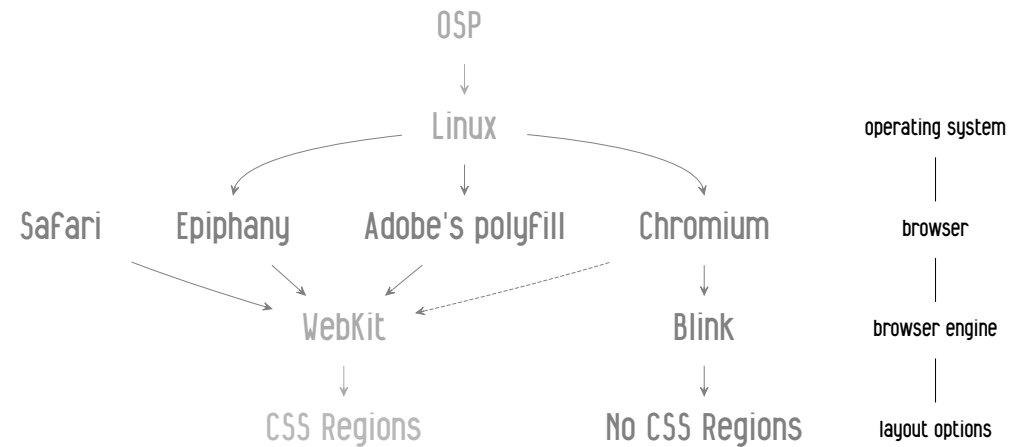 OSP
Linux
operating system
Safari Epiphany Adobe's polyfill Chromium
browser
WebKit Blink
browser engine
CSS Regions No CSS Regions
layout options